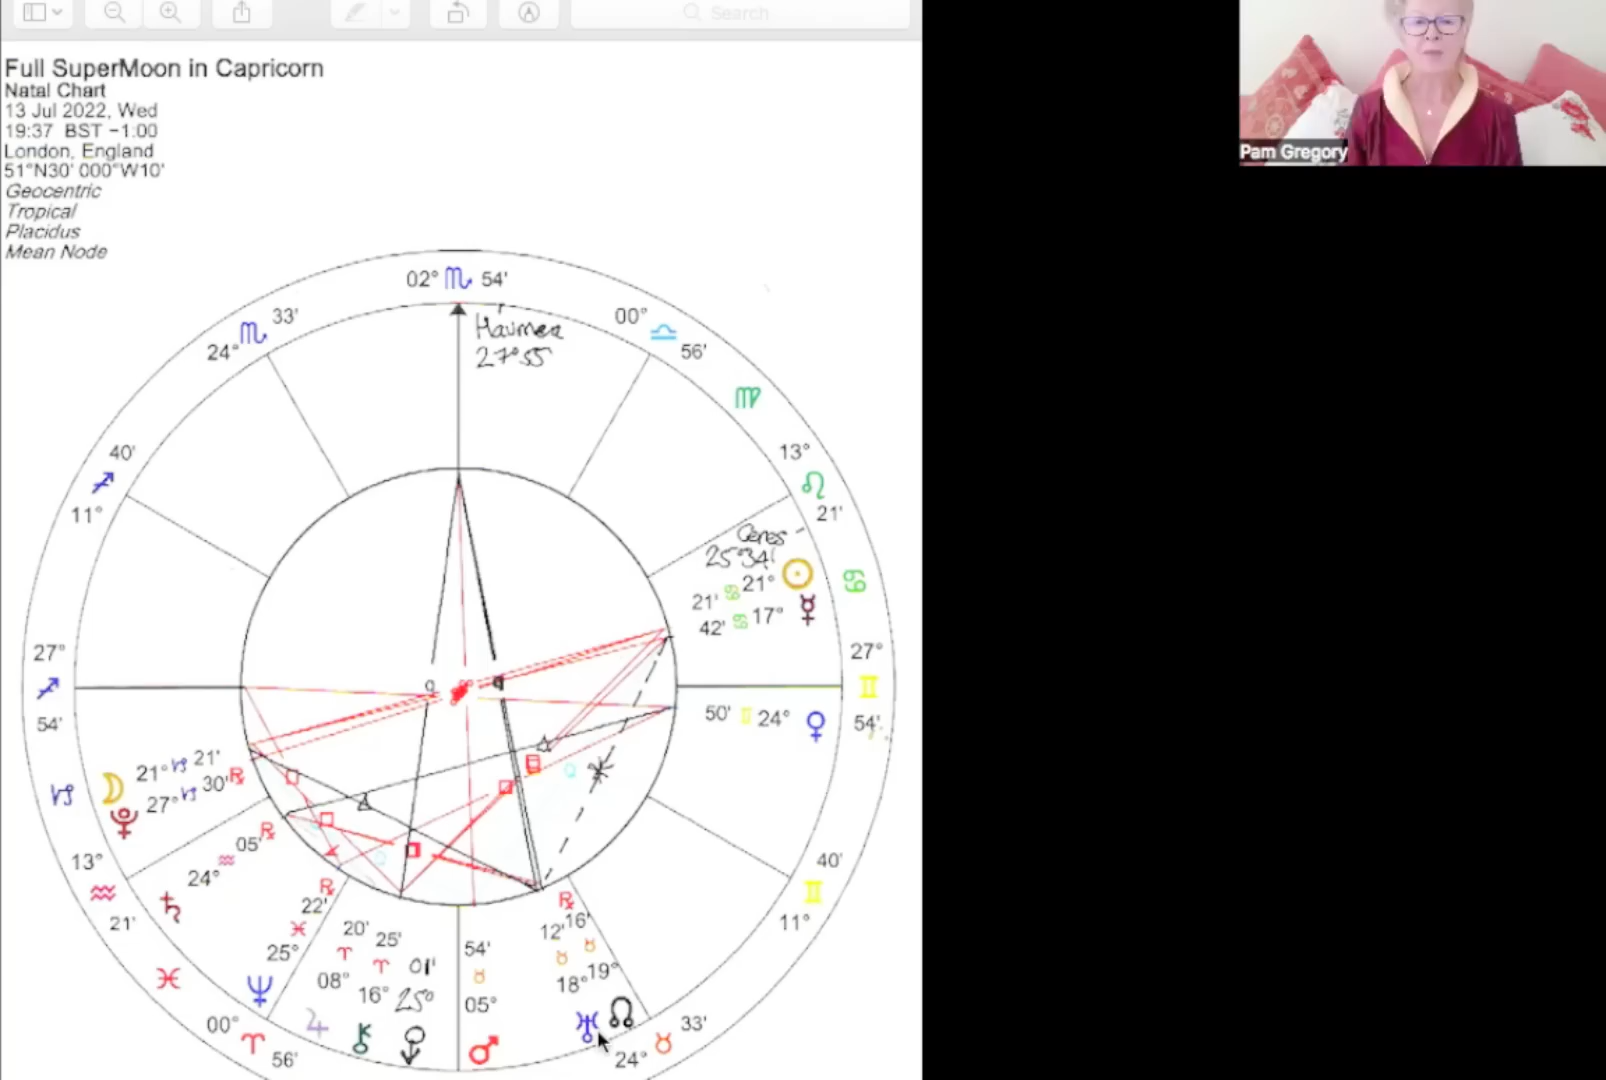 Search
Full SuperMoon in Capricorn
Natal Chart
13 Jul 2022, Wed
19:37 BST -1:00
London, England
51°N30' 000°W10'
Geocentric
Tropical
Placidus
Mean Node
Pam Gregory
02° ♏ 54'
Haumea
27°55
00° ♎ 56'
♍
33'
24° ♏
40'
♐
11°
13°
♌
21'
Ceres
25°34'
21' ♋ 21° ☉
42' ♋ 17° ☿
♋
27°
♐
54'
27°
♊
54'
50' ♊ 24° ♀
♑
☽ 21° ♑ 21'
♇ 27° ♑ 30' ℞
13°
♒
21'
♄ 24° ♒ 05' ℞
♓
♆ 25° ♓ 22' ℞
00° ♈ 56'
♃ 08° ♈ 20'
⚷ 16° ♈ 25'
25° 01'
♂ 05° ♉ 54'
♅ 18° ♉ 12'
☊ 19° ♉ 16' ℞
24° ♉ 33'
40'
♊
11°